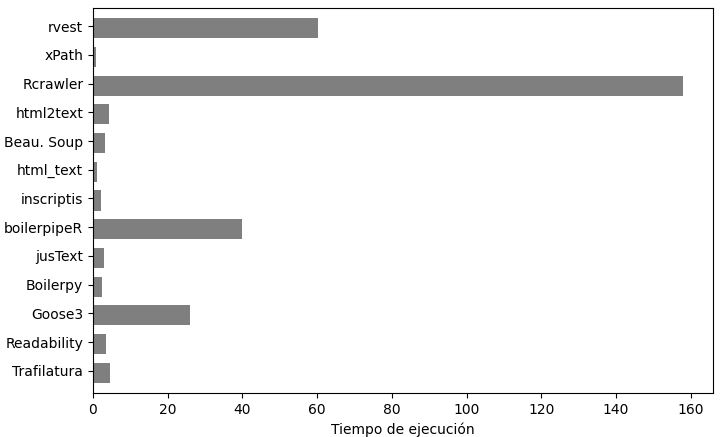 rvest
xPath
Rcrawler
html2text
Beau. Soup
html_text
inscriptis
boilerpipeR
jusText
Boilerpy
Goose3
Readability
Trafilatura
0 20 40 60 80 100 120 140 160
Tiempo de ejecución